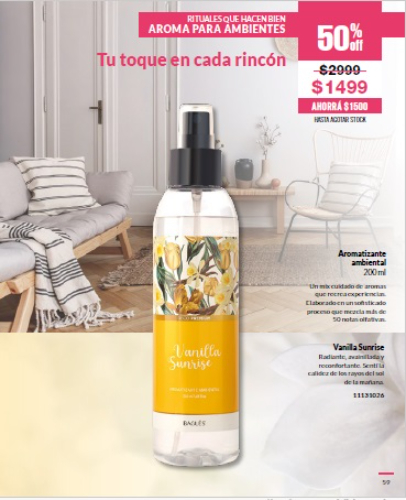 RITUALES QUE HACEN BIEN
AROMA PARA AMBIENTES
Tu toque en cada rincón
50% off
$2999
$1499
AHORRÁ $1500
HASTA AGOTAR STOCK
Aromatizante
ambiental
200 ml
Un mix cuidado de aromas
que recrea experiencias.
Elaborado en un sofisticado
proceso que mezcla más de
50 notas olfativas.
Vanilla Sunrise
Radiante, avainillada y
reconfortante. Sentí la
calidez de los rayos del sol
de la mañana.
11131026
Vanilla
Sunrise
BAGUÉS